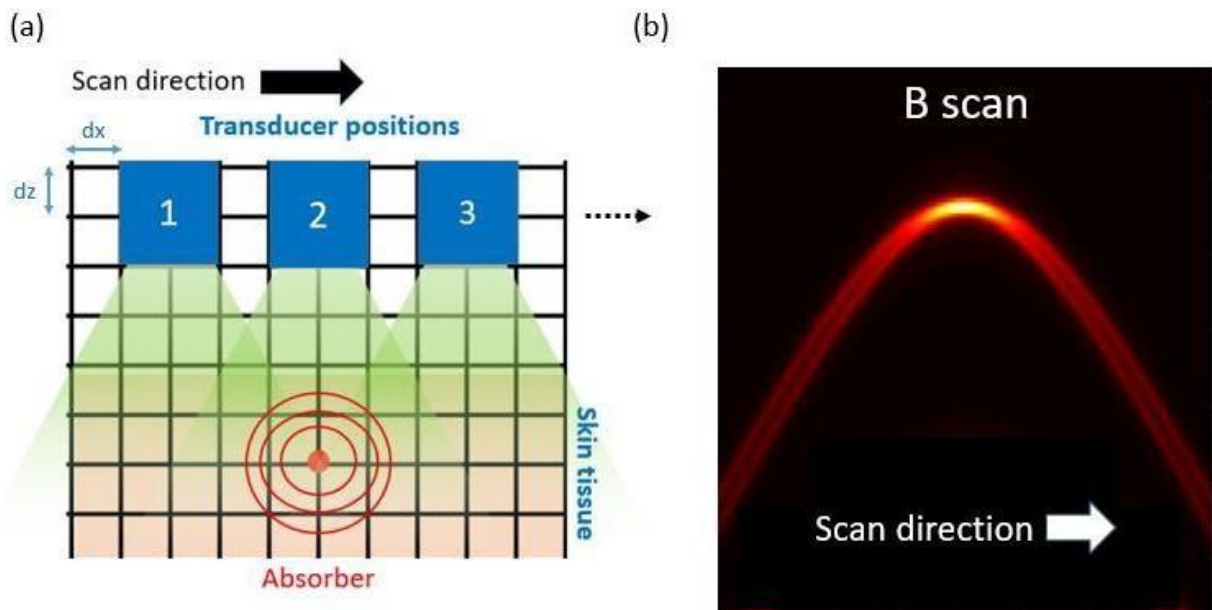 (a)
Scan direction
Transducer positions
dx
dz
1
2
3
Skin tissue
Absorber
(b)
B scan
Scan direction